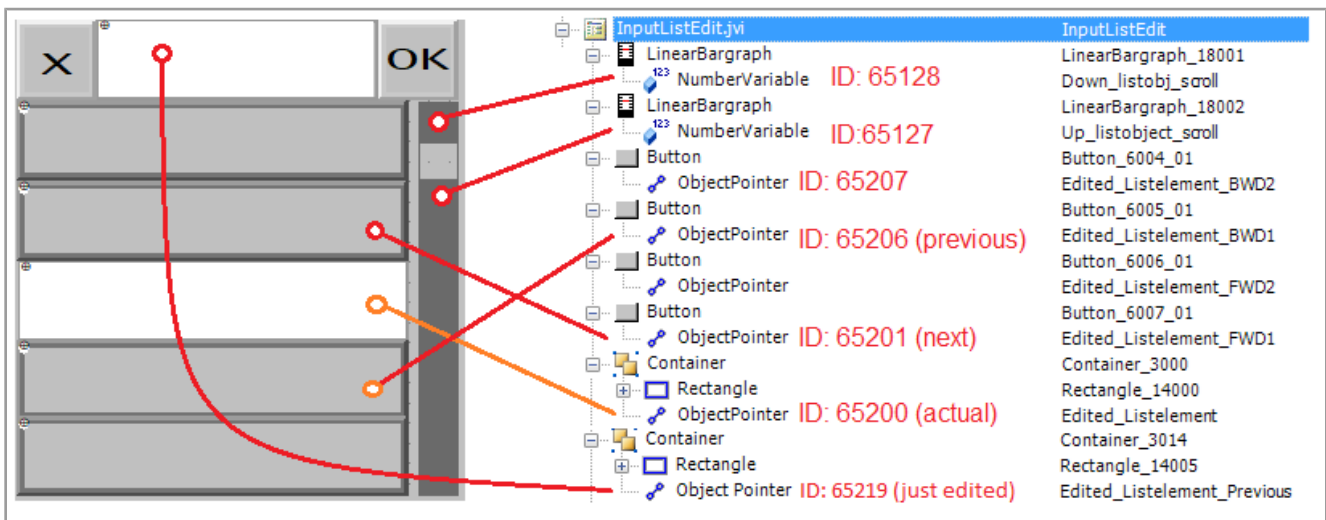 X
OK
InputListEdit.jvi InputListEdit
LinearBargraph LinearBargraph_18001
123 NumberVariable ID: 65128 Down_listobj_scroll
LinearBargraph LinearBargraph_18002
123 NumberVariable ID:65127 Up_listobject_scroll
Button Button_6004_01
ObjectPointer ID: 65207 Edited_Listelement_BWD2
Button Button_6005_01
ObjectPointer ID: 65206 (previous) Edited_Listelement_BWD1
Button Button_6006_01
ObjectPointer Edited_Listelement_FWD2
Button Button_6007_01
ObjectPointer ID: 65201 (next) Edited_Listelement_FWD1
Container Container_3000
Rectangle Rectangle_14000
ObjectPointer ID: 65200 (actual) Edited_Listelement
Container Container_3014
Rectangle Rectangle_14005
Object Pointer ID: 65219 (just edited) Edited_Listelement_Previous